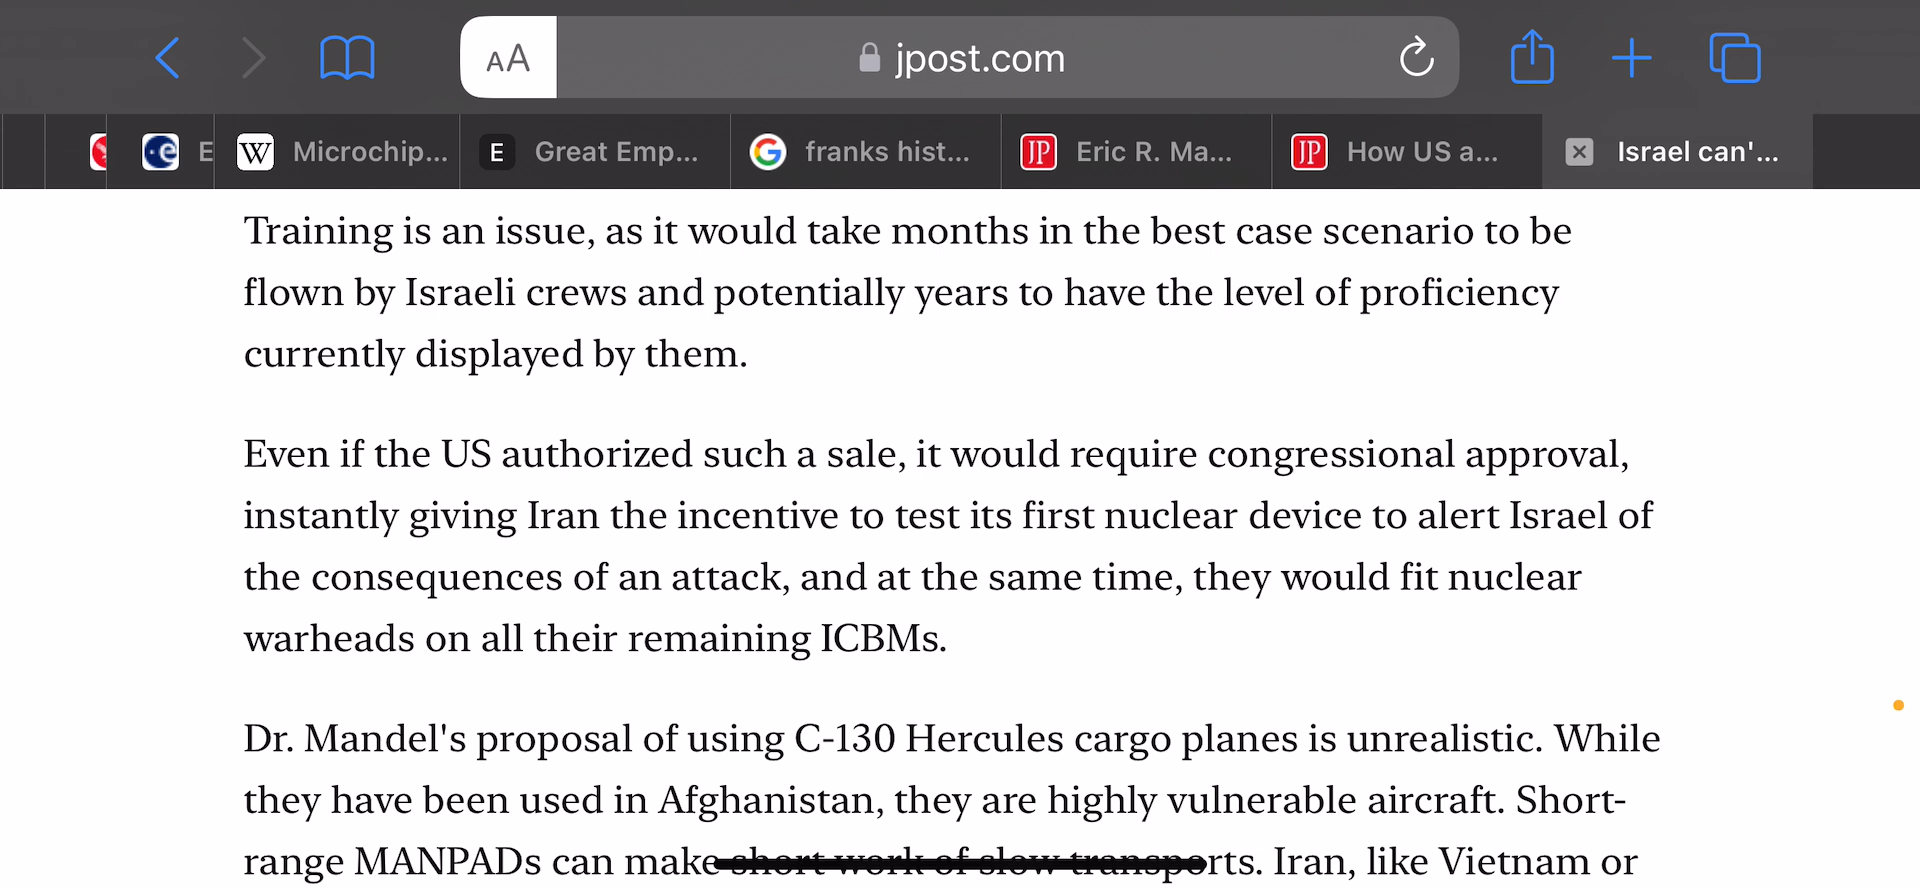 AA jpost.com
e E W Microchip... E Great Emp... G franks hist... JP Eric R. Ma... JP How US a... Israel can'...
Training is an issue, as it would take months in the best case scenario to be
flown by Israeli crews and potentially years to have the level of proficiency
currently displayed by them.
Even if the US authorized such a sale, it would require congressional approval,
instantly giving Iran the incentive to test its first nuclear device to alert Israel of
the consequences of an attack, and at the same time, they would fit nuclear
warheads on all their remaining ICBMs.
Dr. Mandel's proposal of using C-130 Hercules cargo planes is unrealistic. While
they have been used in Afghanistan, they are highly vulnerable aircraft. Short-
range MANPADs can make short work of slow transports. Iran, like Vietnam or